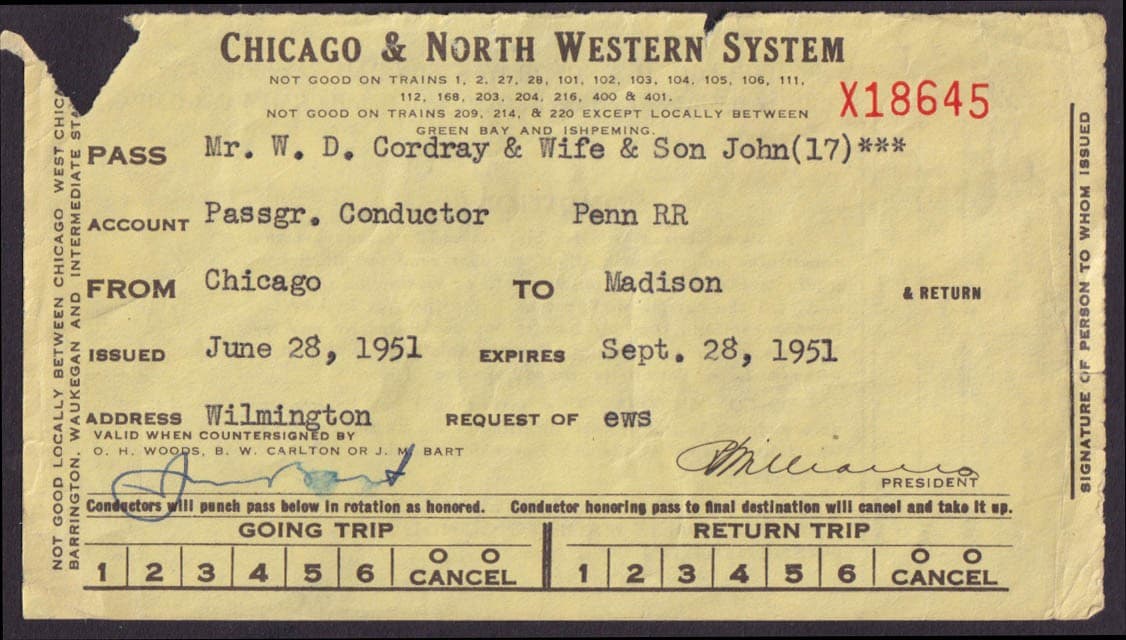 CHICAGO & NORTH WESTERN SYSTEM
NOT GOOD ON TRAINS 1, 2, 27, 28, 101, 102, 103, 104, 105, 106, 111,
112, 168, 203, 204, 216, 400 & 401.
NOT GOOD ON TRAINS 209, 214, & 220 EXCEPT LOCALLY BETWEEN
GREEN BAY AND ISHPEMING.
X18645
PASS Mr. W. D. Cordray & Wife & Son John(17)***
ACCOUNT Passgr. Conductor Penn RR
FROM Chicago TO Madison & RETURN
ISSUED June 28, 1951 EXPIRES Sept. 28, 1951
ADDRESS Wilmington REQUEST OF ews
VALID WHEN COUNTERSIGNED BY
O. H. WOODS, B. W. CARLTON OR J. M. BART
PRESIDENT
Conductors will punch pass below in rotation as honored. Conductor honoring pass to final destination will cancel and take it up.
GOING TRIP RETURN TRIP
1 2 3 4 5 6 O O CANCEL 1 2 3 4 5 6 O O CANCEL
NOT GOOD LOCALLY BETWEEN CHICAGO WEST
BARRINGTON, WAUKEGAN AND INTERMEDIATE
SIGNATURE OF PERSON TO WHOM ISSUED